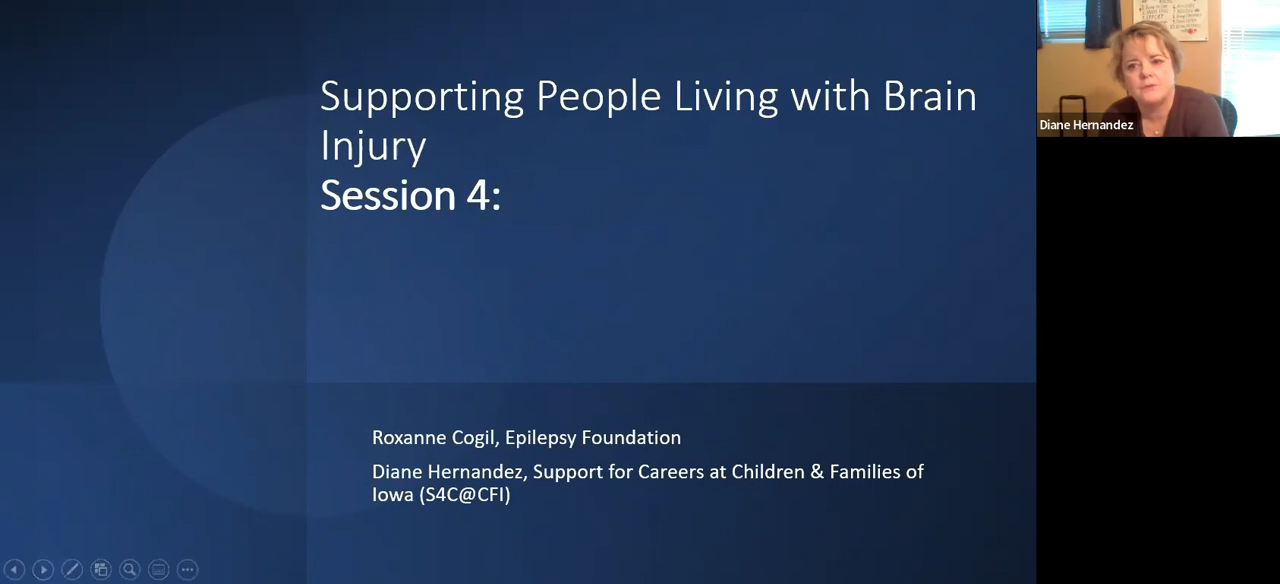 Supporting People Living with Brain
Injury
Session 4:
Roxanne Cogil, Epilepsy Foundation
Diane Hernandez, Support for Careers at Children & Families of
Iowa (S4C@CFI)
Diane Hernandez